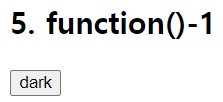 5. function()-1
dark